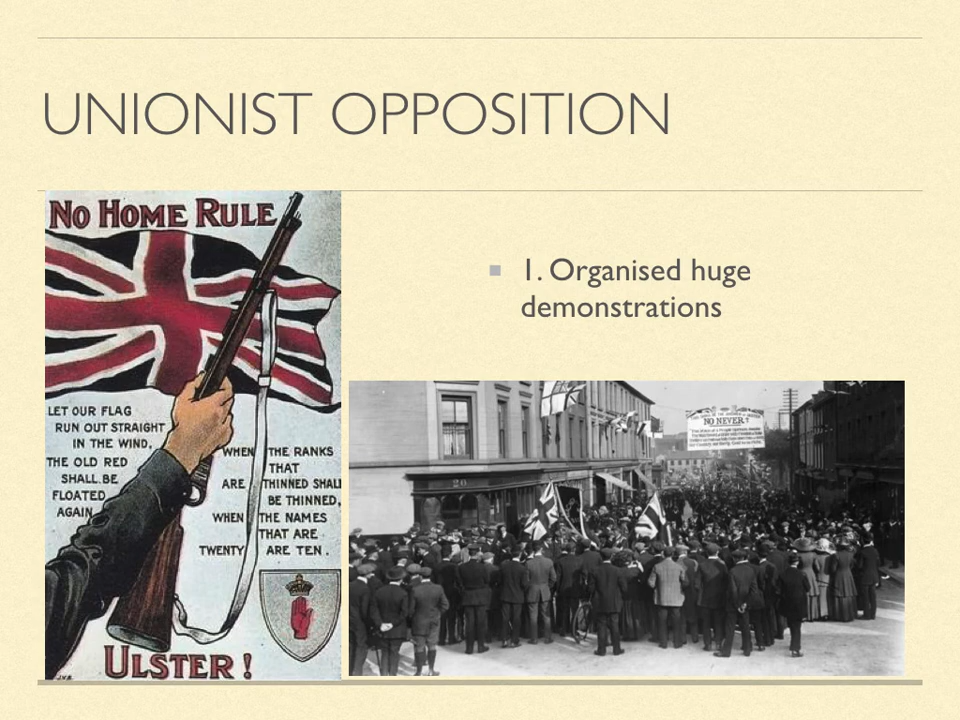 UNIONIST OPPOSITION
NO HOME RULE
LET OUR FLAG
RUN OUT STRAIGHT
IN THE WIND,
THE OLD RED
SHALL BE
FLOATED
AGAIN
WHEN THE RANKS
THAT
ARE THINNED SHALL
BE THINNED,
WHEN THE NAMES
THAT ARE
TWENTY ARE TEN.
ULSTER!
J.V.B.
1. Organised huge
demonstrations
NO NEVER!
20